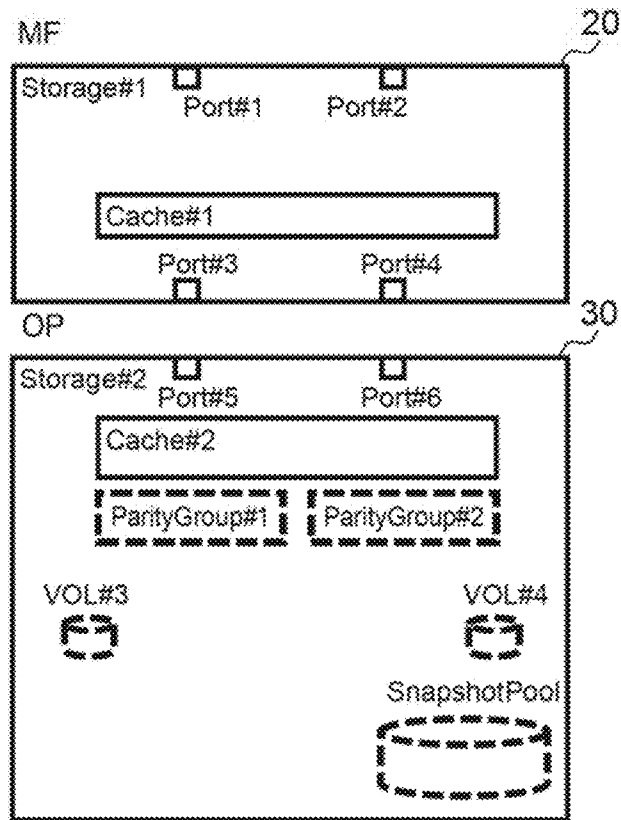 MF
20
Storage#1
Port#1 Port#2
Cache#1
Port#3 Port#4
OP
30
Storage#2
Port#5 Port#6
Cache#2
ParityGroup#1 ParityGroup#2
VOL#3 VOL#4
SnapshotPool